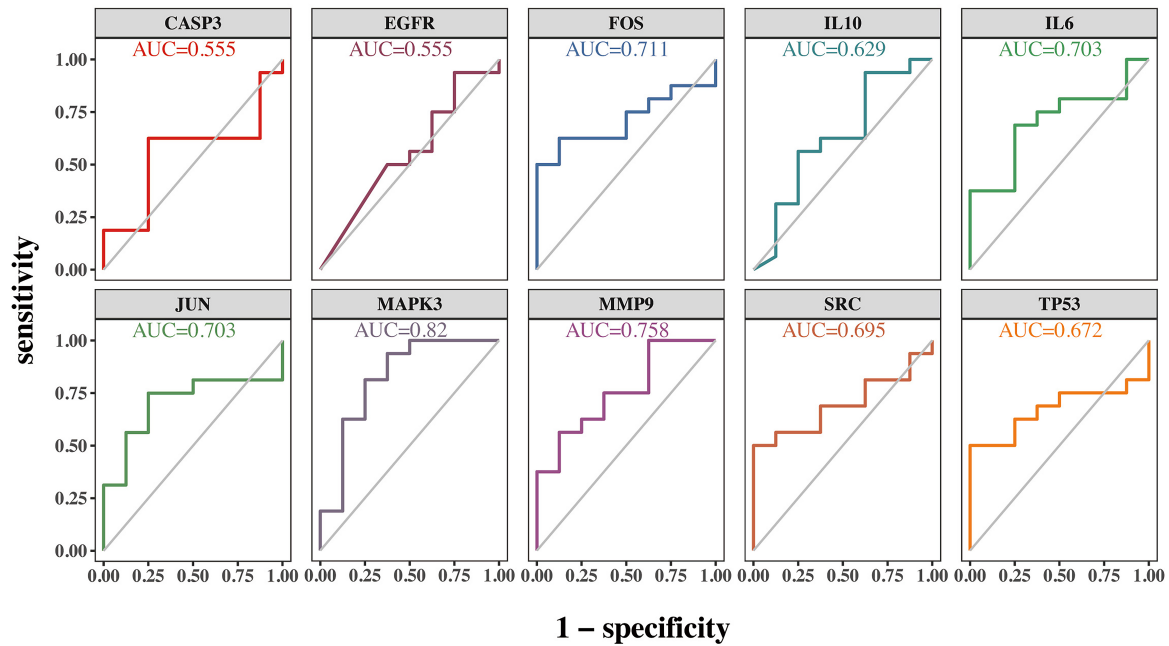 CASP3 EGFR FOS IL10 IL6
AUC=0.555 AUC=0.555 AUC=0.711 AUC=0.629 AUC=0.703
1.00
0.75
0.50
0.25
0.00
sensitivity
JUN MAPK3 MMP9 SRC TP53
AUC=0.703 AUC=0.82 AUC=0.758 AUC=0.695 AUC=0.672
1.00
0.75
0.50
0.25
0.00
0.00 0.25 0.50 0.75 1.00 0.00 0.25 0.50 0.75 1.00 0.00 0.25 0.50 0.75 1.00 0.00 0.25 0.50 0.75 1.00 0.00 0.25 0.50 0.75 1.00
1 − specificity